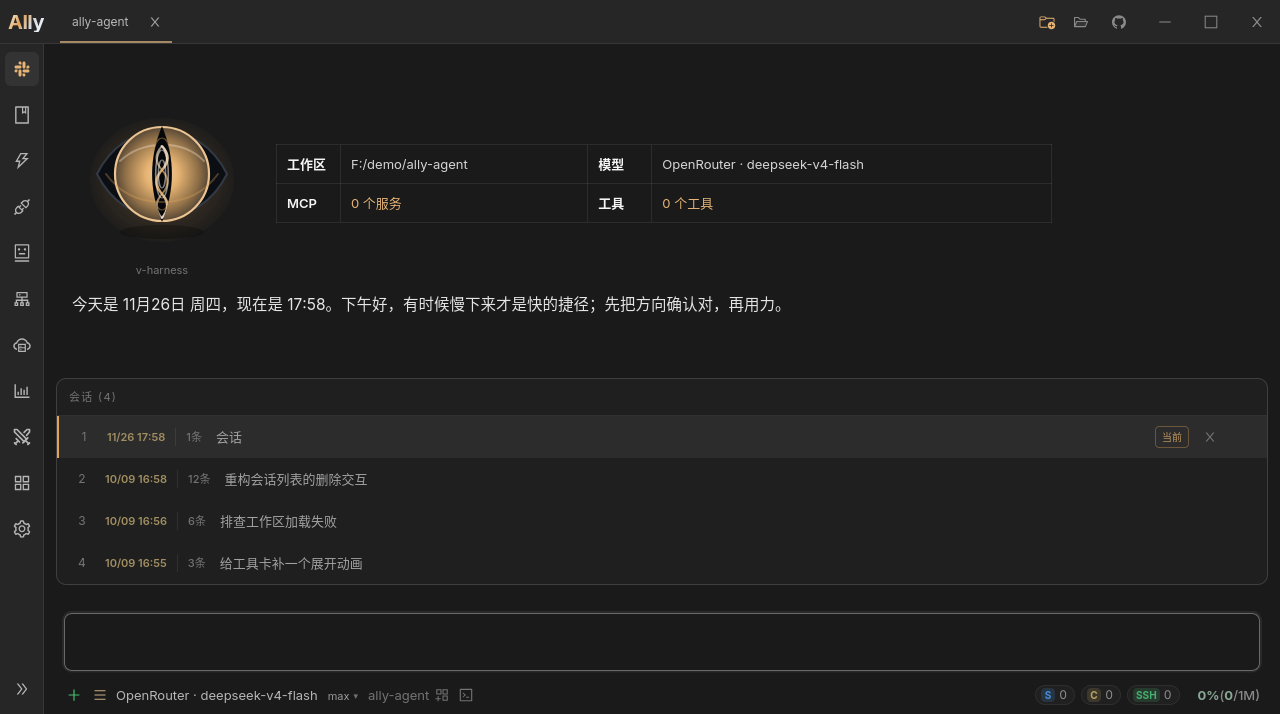 Ally ally-agent
工作区 F:/demo/ally-agent 模型 OpenRouter · deepseek-v4-flash
MCP 0 个服务 工具 0 个工具
v-harness
今天是 11月26日 周四，现在是 17:58。下午好，有时候慢下来才是快的捷径；先把方向确认对，再用力。
会话 (4)
1 11/26 17:58 1条 会话 当前
2 10/09 16:58 12条 重构会话列表的删除交互
3 10/09 16:56 6条 排查工作区加载失败
4 10/09 16:55 3条 给工具卡补一个展开动画
OpenRouter · deepseek-v4-flash max ally-agent S 0 C 0 SSH 0 0%(0/1M)